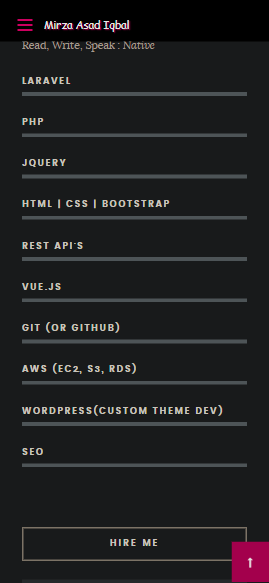 Mirza Asad Iqbal
Read, Write, Speak : Native
LARAVEL
PHP
JQUERY
HTML | CSS | BOOTSTRAP
REST API'S
VUE.JS
GIT (OR GITHUB)
AWS (EC2, S3, RDS)
WORDPRESS(CUSTOM THEME DEV)
SEO
HIRE ME